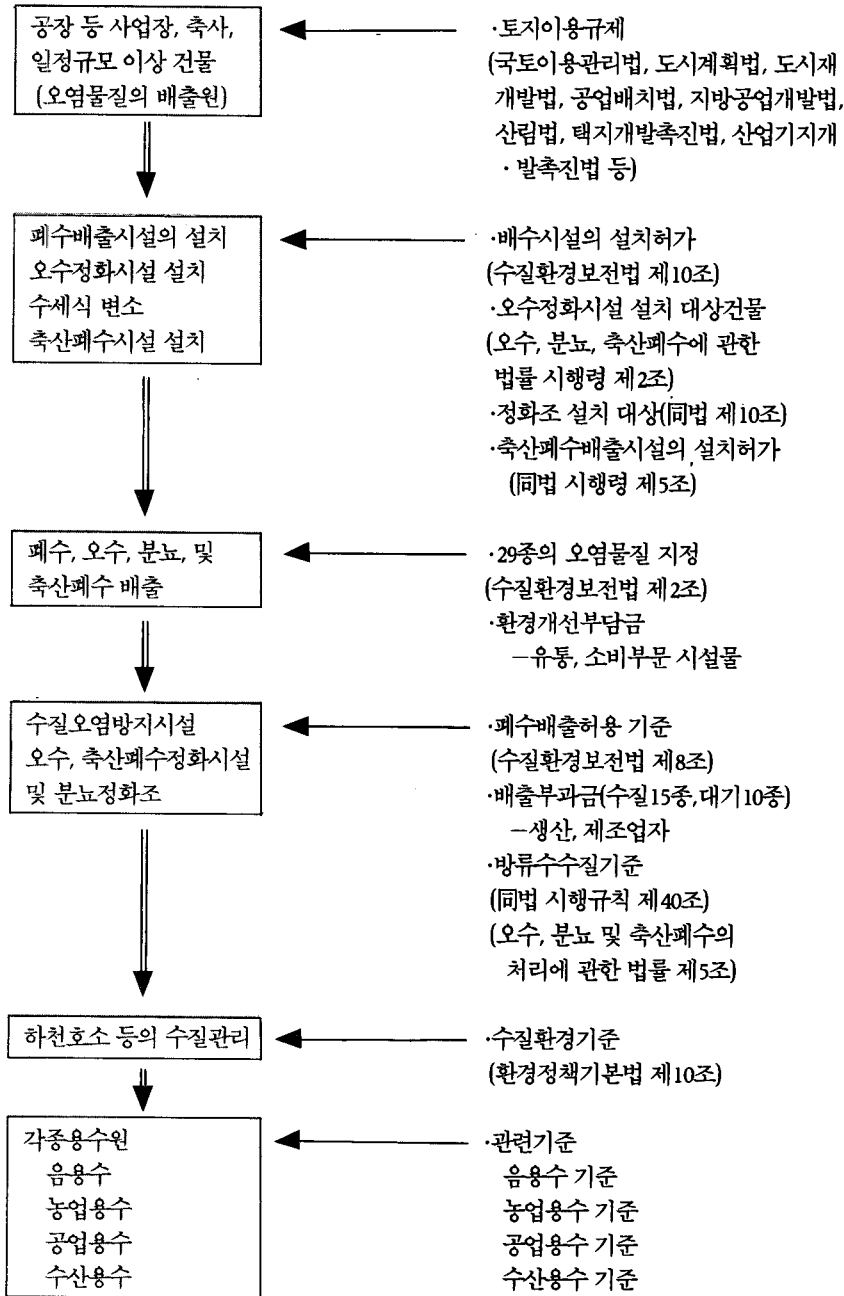 공장 등 사업장, 축사,
일정규모 이상 건물
(오염물질의 배출원)
·토지이용규제
(국토이용관리법, 도시계획법, 도시재
개발법, 공업배치법, 지방공업개발법,
산림법, 택지개발촉진법, 산업기지개
·발촉진법 등)
폐수배출시설의 설치
오수정화시설 설치
수세식 변소
축산폐수시설 설치
·배수시설의 설치허가
(수질환경보전법 제10조)
·오수정화시설 설치 대상건물
(오수, 분뇨, 축산폐수에 관한
법률 시행령 제2조)
·정화조 설치 대상(同법 제10조)
·축산폐수배출시설의 설치허가
(同법 시행령 제5조)
폐수, 오수, 분뇨, 및
축산폐수 배출
·29종의 오염물질 지정
(수질환경보전법 제2조)
·환경개선부담금
－유통, 소비부문 시설물
수질오염방지시설
오수, 축산폐수정화시설
및 분뇨정화조
·폐수배출허용 기준
(수질환경보전법 제8조)
·배출부과금(수질15종,대기10종)
－생산, 제조업자
·방류수수질기준
(同법 시행규칙 제40조)
(오수, 분뇨 및 축산폐수의
처리에 관한 법률 제5조)
하천호소 등의 수질관리
·수질환경기준
(환경정책기본법 제10조)
각종용수원
음용수
농업용수
공업용수
수산용수
·관련기준
음용수 기준
농업용수 기준
공업용수 기준
수산용수 기준